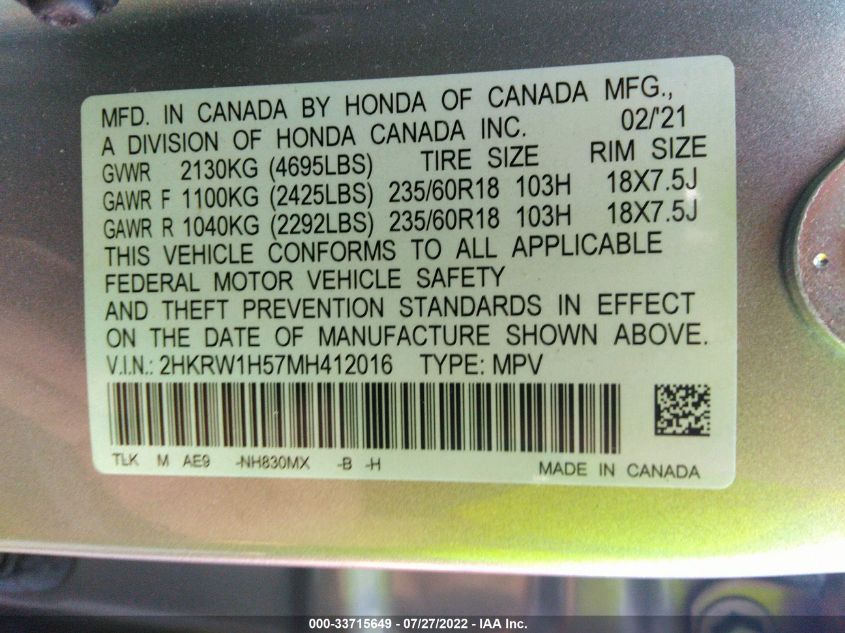 MFD. IN CANADA BY HONDA OF CANADA MFG.,
A DIVISION OF HONDA CANADA INC. 02/'21
GVWR 2130KG (4695LBS) TIRE SIZE RIM SIZE
GAWR F 1100KG (2425LBS) 235/60R18 103H 18X7.5J
GAWR R 1040KG (2292LBS) 235/60R18 103H 18X7.5J
THIS VEHICLE CONFORMS TO ALL APPLICABLE
FEDERAL MOTOR VEHICLE SAFETY
AND THEFT PREVENTION STANDARDS IN EFFECT
ON THE DATE OF MANUFACTURE SHOWN ABOVE.
V.I.N.: 2HKRW1H57MH412016 TYPE: MPV
TLK M AE9 -NH830MX -B -H MADE IN CANADA
000-33715649 / 07/27/2022 - IAA Inc.